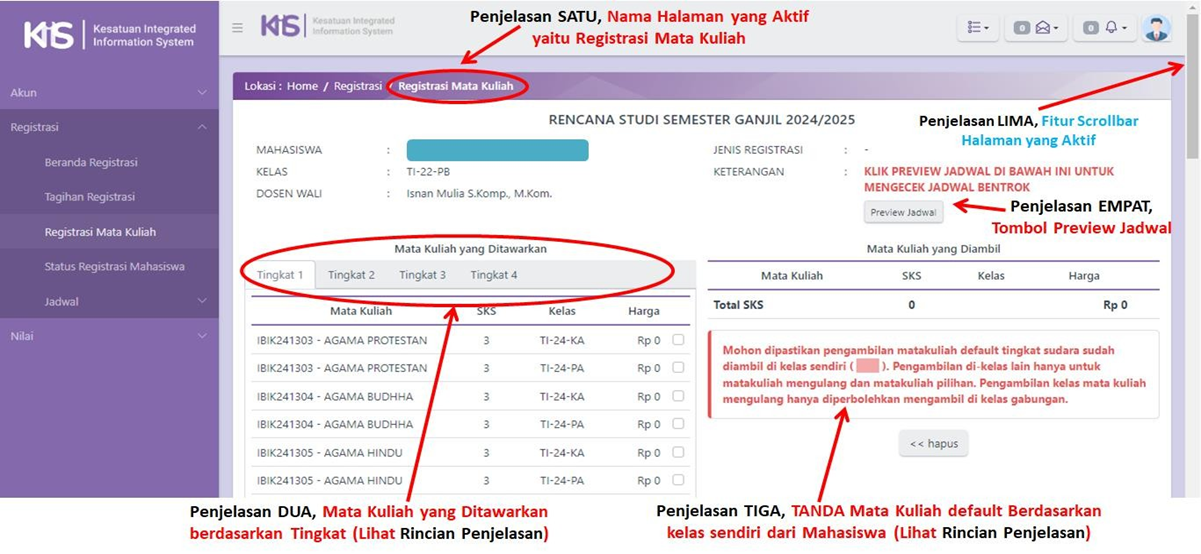 KIS Kesatuan Integrated Information System
Akun
Registrasi
Beranda Registrasi
Tagihan Registrasi
Registrasi Mata Kuliah
Status Registrasi Mahasiswa
Jadwal
Nilai
KIS Kesatuan Integrated Information System
0 0
Penjelasan SATU, Nama Halaman yang Aktif
yaitu Registrasi Mata Kuliah
Lokasi : Home / Registrasi / Registrasi Mata Kuliah
Penjelasan LIMA, Fitur Scrollbar
Halaman yang Aktif
RENCANA STUDI SEMESTER GANJIL 2024/2025
MAHASISWA :
KELAS : TI-22-PB
DOSEN WALI : Isnan Mulia S.Komp., M.Kom.
JENIS REGISTRASI : -
KETERANGAN : KLIK PREVIEW JADWAL DI BAWAH INI UNTUK
MENGECEK JADWAL BENTROK
Preview Jadwal
Penjelasan EMPAT,
Tombol Preview Jadwal
Mata Kuliah yang Ditawarkan
Tingkat 1 Tingkat 2 Tingkat 3 Tingkat 4
Mata Kuliah SKS Kelas Harga
IBIK241303 - AGAMA PROTESTAN 3 TI-24-KA Rp 0
IBIK241303 - AGAMA PROTESTAN 3 TI-24-PA Rp 0
IBIK241304 - AGAMA BUDHHA 3 TI-24-KA Rp 0
IBIK241304 - AGAMA BUDHHA 3 TI-24-PA Rp 0
IBIK241305 - AGAMA HINDU 3 TI-24-KA Rp 0
IBIK241305 - AGAMA HINDU 3 TI-24-PA Rp 0
Mata Kuliah yang Diambil
Mata Kuliah SKS Kelas Harga
Total SKS 0 Rp 0
Mohon dipastikan pengambilan matakuliah default tingkat sudara sudah
diambil di kelas sendiri ( ). Pengambilan di-kelas lain hanya untuk
matakuliah mengulang dan matakuliah pilihan. Pengambilan kelas mata kuliah
mengulang hanya diperbolehkan mengambil di kelas gabungan.
<< hapus
Penjelasan DUA, Mata Kuliah yang Ditawarkan
berdasarkan Tingkat (Lihat Rincian Penjelasan)
Penjelasan TIGA, TANDA Mata Kuliah default Berdasarkan
kelas sendiri dari Mahasiswa (Lihat Rincian Penjelasan)